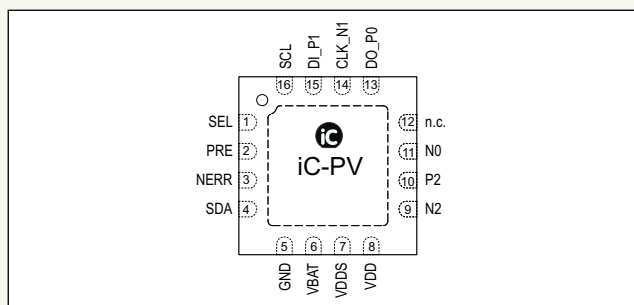 SCL
DI_P1
CLK_N1
DO_P0
16
15
14
13
SEL 1
PRE 2
NERR 3
SDA 4
iC
iC-PV
12 n.c.
11 N0
10 P2
9 N2
5
6
7
8
GND
VBAT
VDDS
VDD